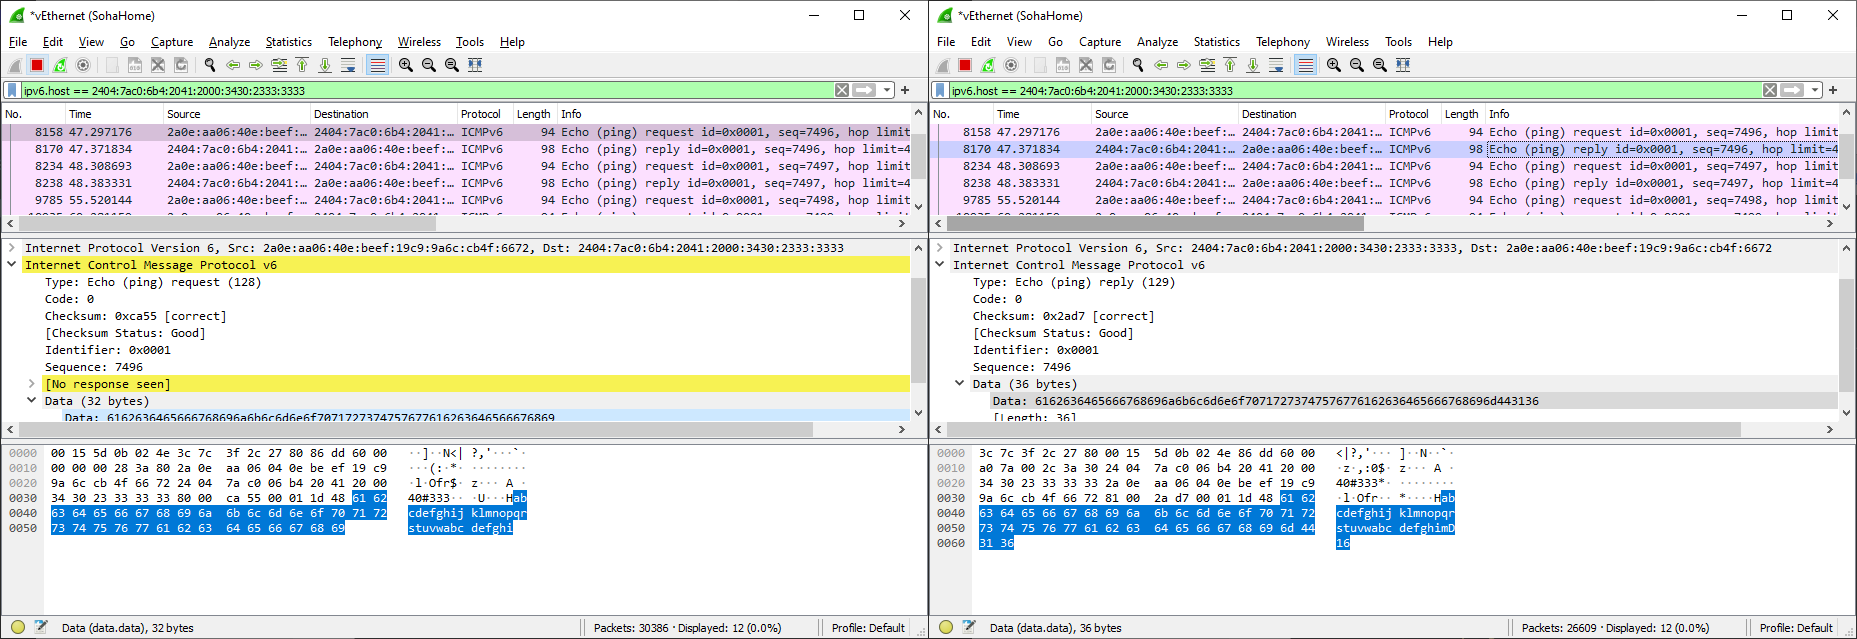 *vEthernet (SohaHome)
File Edit View Go Capture Analyze Statistics Telephony Wireless Tools Help
ipv6.host == 2404:7ac0:6b4:2041:2000:3430:2333:3333
No. Time Source Destination Protocol Length Info
8158 47.297176 2a0e:aa06:40e:beef:… 2404:7ac0:6b4:2041:… ICMPv6 94 Echo (ping) request id=0x0001, seq=7496, hop limit
8170 47.371834 2404:7ac0:6b4:2041:… 2a0e:aa06:40e:beef:… ICMPv6 98 Echo (ping) reply id=0x0001, seq=7496, hop limit=4
8234 48.308693 2a0e:aa06:40e:beef:… 2404:7ac0:6b4:2041:… ICMPv6 94 Echo (ping) request id=0x0001, seq=7497, hop limit
8238 48.383331 2404:7ac0:6b4:2041:… 2a0e:aa06:40e:beef:… ICMPv6 98 Echo (ping) reply id=0x0001, seq=7497, hop limit=4
9785 55.520144 2a0e:aa06:40e:beef:… 2404:7ac0:6b4:2041:… ICMPv6 94 Echo (ping) request id=0x0001, seq=7498, hop limit
Internet Protocol Version 6, Src: 2a0e:aa06:40e:beef:19c9:9a6c:cb4f:6672, Dst: 2404:7ac0:6b4:2041:2000:3430:2333:3333
Internet Control Message Protocol v6
Type: Echo (ping) request (128)
Code: 0
Checksum: 0xca55 [correct]
[Checksum Status: Good]
Identifier: 0x0001
Sequence: 7496
[No response seen]
Data (32 bytes)
Data: 6162636465666768696a6b6c6d6e6f7071727374757677616263646566676869
0000 00 15 5d 0b 02 4e 3c 7c 3f 2c 27 80 86 dd 60 00 ··]··N<| ?,'···`·
0010 00 00 00 28 3a 80 2a 0e aa 06 04 0e be ef 19 c9 ···(:·*· ········
0020 9a 6c cb 4f 66 72 24 04 7a c0 06 b4 20 41 20 00 ·l·Ofr$· z··· A ·
0030 34 30 23 33 33 33 80 00 ca 55 00 01 1d 48 61 62 40#333·· ·U···Hab
0040 63 64 65 66 67 68 69 6a 6b 6c 6d 6e 6f 70 71 72 cdefghij klmnopqr
0050 73 74 75 76 77 61 62 63 64 65 66 67 68 69 stuvwabc defghi
Data (data.data), 32 bytes Packets: 30386 · Displayed: 12 (0.0%) Profile: Default
*vEthernet (SohaHome)
File Edit View Go Capture Analyze Statistics Telephony Wireless Tools Help
ipv6.host == 2404:7ac0:6b4:2041:2000:3430:2333:3333
No. Time Source Destination Protocol Length Info
8158 47.297176 2a0e:aa06:40e:beef:… 2404:7ac0:6b4:2041:… ICMPv6 94 Echo (ping) request id=0x0001, seq=7496, hop limit
8170 47.371834 2404:7ac0:6b4:2041:… 2a0e:aa06:40e:beef:… ICMPv6 98 Echo (ping) reply id=0x0001, seq=7496, hop limit=4
8234 48.308693 2a0e:aa06:40e:beef:… 2404:7ac0:6b4:2041:… ICMPv6 94 Echo (ping) request id=0x0001, seq=7497, hop limit
8238 48.383331 2404:7ac0:6b4:2041:… 2a0e:aa06:40e:beef:… ICMPv6 98 Echo (ping) reply id=0x0001, seq=7497, hop limit=4
9785 55.520144 2a0e:aa06:40e:beef:… 2404:7ac0:6b4:2041:… ICMPv6 94 Echo (ping) request id=0x0001, seq=7498, hop limit
Internet Protocol Version 6, Src: 2404:7ac0:6b4:2041:2000:3430:2333:3333, Dst: 2a0e:aa06:40e:beef:19c9:9a6c:cb4f:6672
Internet Control Message Protocol v6
Type: Echo (ping) reply (129)
Code: 0
Checksum: 0x2ad7 [correct]
[Checksum Status: Good]
Identifier: 0x0001
Sequence: 7496
Data (36 bytes)
Data: 6162636465666768696a6b6c6d6e6f70717273747576776162636465666768696d443136
[Length: 36]
0000 3c 7c 3f 2c 27 80 00 15 5d 0b 02 4e 86 dd 60 00 <|?,'··· ]··N··`·
0010 a0 7a 00 2c 3a 30 24 04 7a c0 06 b4 20 41 20 00 ·z·,:0$· z··· A ·
0020 34 30 23 33 33 33 2a 0e aa 06 04 0e be ef 19 c9 40#333*· ········
0030 9a 6c cb 4f 66 72 81 00 2a d7 00 01 1d 48 61 62 ·l·Ofr·· *····Hab
0040 63 64 65 66 67 68 69 6a 6b 6c 6d 6e 6f 70 71 72 cdefghij klmnopqr
0050 73 74 75 76 77 61 62 63 64 65 66 67 68 69 6d 44 stuvwabc defghimD
0060 31 36 16
Data (data.data), 36 bytes Packets: 26609 · Displayed: 12 (0.0%) Profile: Default